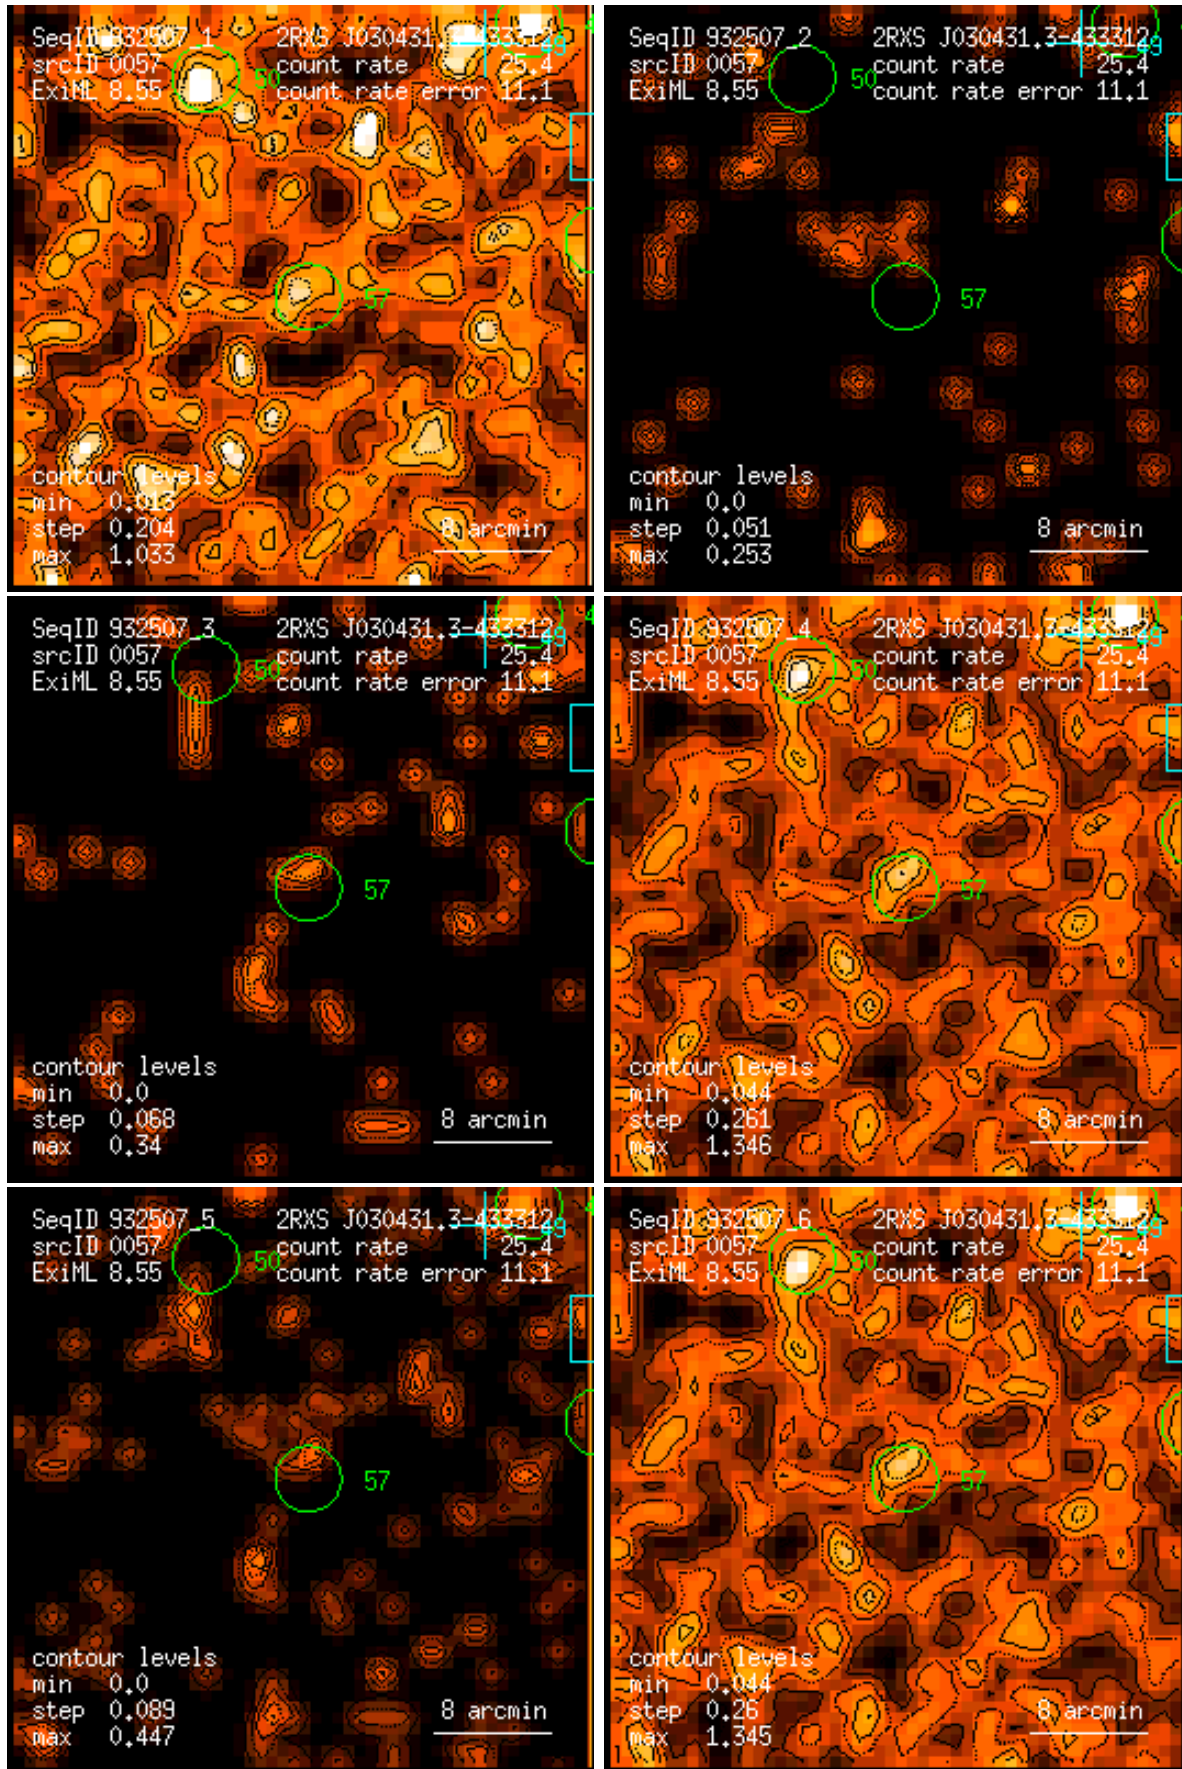 SeqID 932507_1 2RXS J030431.3-433312
srcID 0057 count rate 25.4
ExiML 8.55 count rate error 11.1
49
50
57
contour levels
min 0.013
step 0.204
max 1.033
8 arcmin
SeqID 932507_2 2RXS J030431.3-433312
srcID 0057 count rate 25.4
ExiML 8.55 count rate error 11.1
49
50
57
contour levels
min 0.0
step 0.051
max 0.253
8 arcmin
SeqID 932507_3 2RXS J030431.3-433312
srcID 0057 count rate 25.4
ExiML 8.55 count rate error 11.1
49
50
57
contour levels
min 0.0
step 0.068
max 0.34
8 arcmin
SeqID 932507_4 2RXS J030431.3-433312
srcID 0057 count rate 25.4
ExiML 8.55 count rate error 11.1
49
50
57
contour levels
min 0.044
step 0.261
max 1.346
8 arcmin
SeqID 932507_5 2RXS J030431.3-433312
srcID 0057 count rate 25.4
ExiML 8.55 count rate error 11.1
49
50
57
contour levels
min 0.0
step 0.089
max 0.447
8 arcmin
SeqID 932507_6 2RXS J030431.3-433312
srcID 0057 count rate 25.4
ExiML 8.55 count rate error 11.1
49
50
57
contour levels
min 0.044
step 0.26
max 1.345
8 arcmin